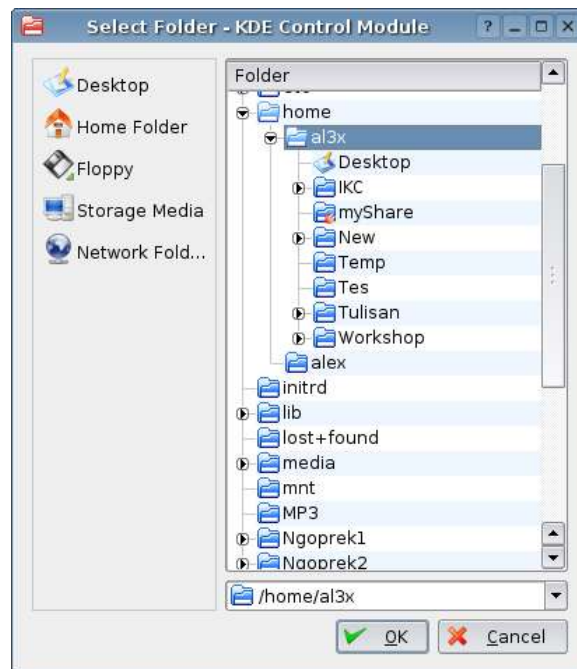 Select Folder - KDE Control Module
Desktop
Home Folder
Floppy
Storage Media
Network Fold...
Folder
home
al3x
Desktop
IKC
myShare
New
Temp
Tes
Tulisan
Workshop
alex
initrd
lib
lost+found
media
mnt
MP3
Ngoprek1
Ngoprek2
/home/al3x
OK
Cancel